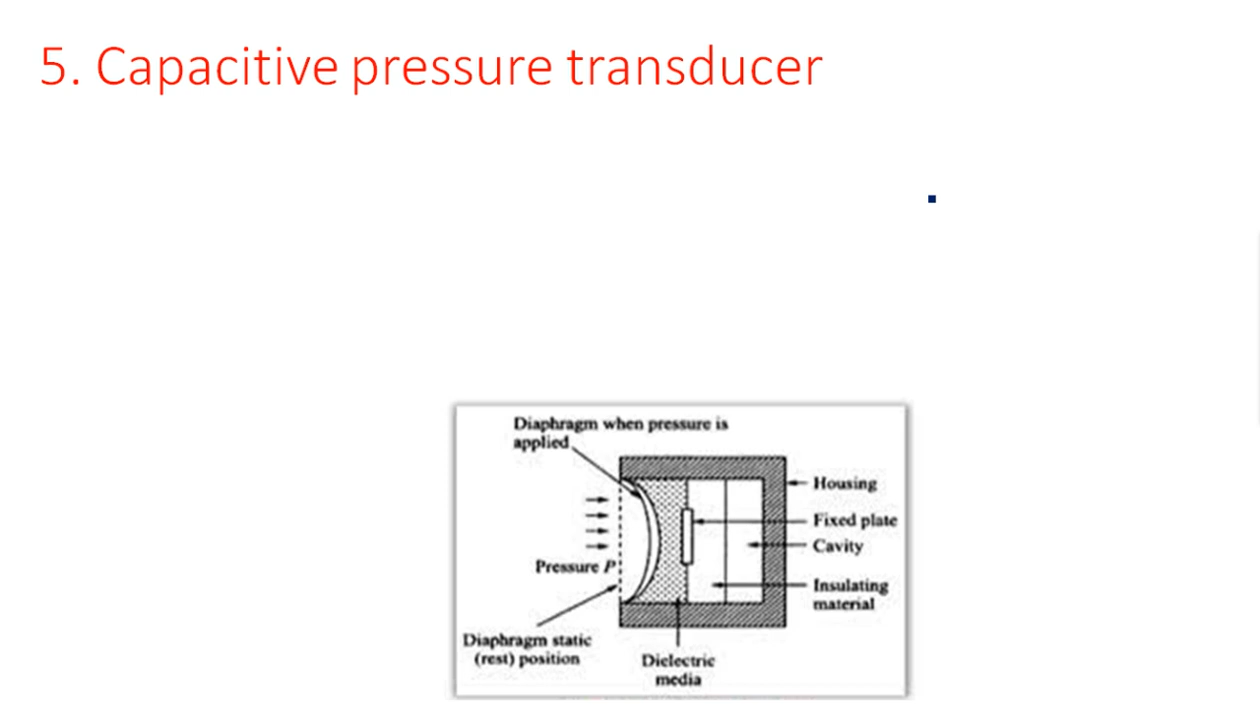 5. Capacitive pressure transducer
Diaphragm when pressure is
applied
Housing
Fixed plate
Cavity
Pressure P
Insulating
material
Diaphragm static
(rest) position
Dielectric
media